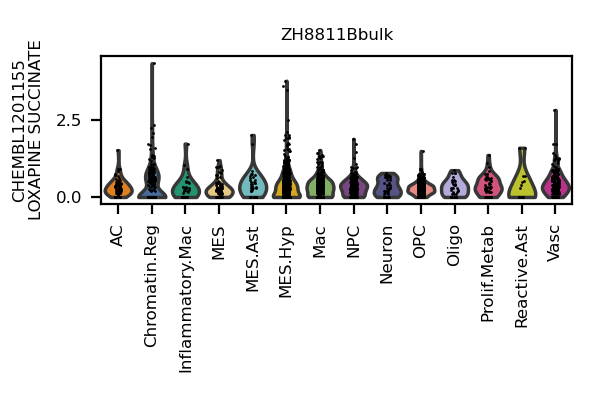 ZH8811Bbulk
CHEMBL1201155
LOXAPINE SUCCINATE
2.5
0.0
AC
Chromatin.Reg
Inflammatory.Mac
MES
MES.Ast
MES.Hyp
Mac
NPC
Neuron
OPC
Oligo
Prolif.Metab
Reactive.Ast
Vasc